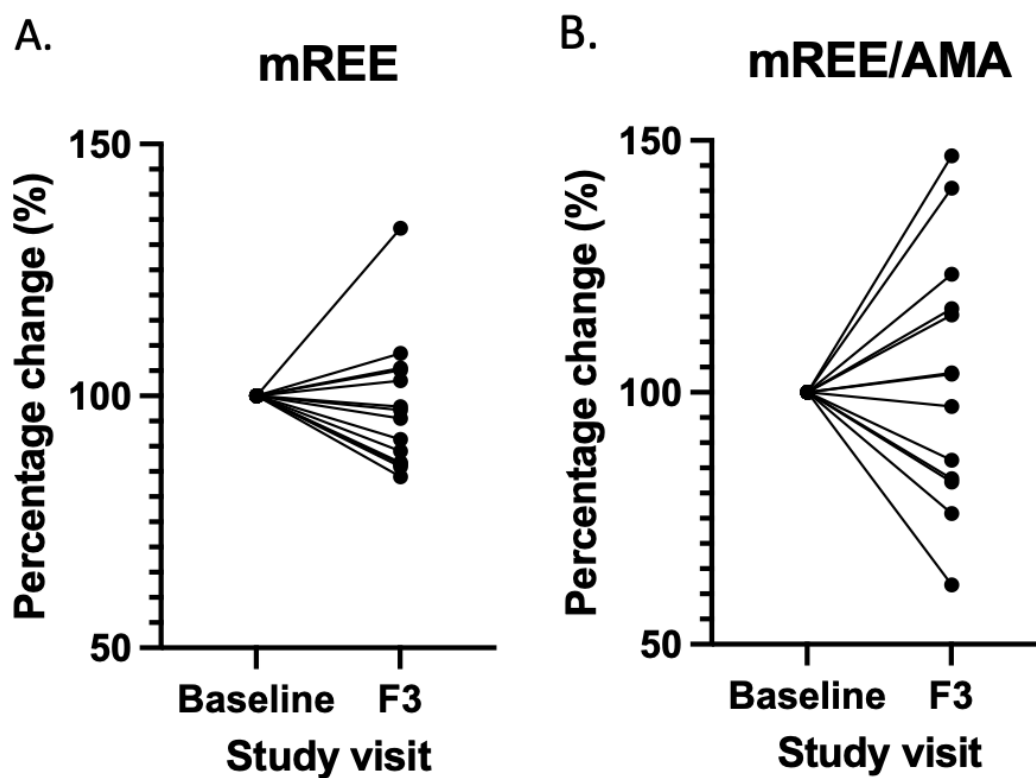 A.
mREE
150
100
50
Percentage change (%)
Baseline F3
Study visit
B.
mREE/AMA
150
100
50
Percentage change (%)
Baseline F3
Study visit